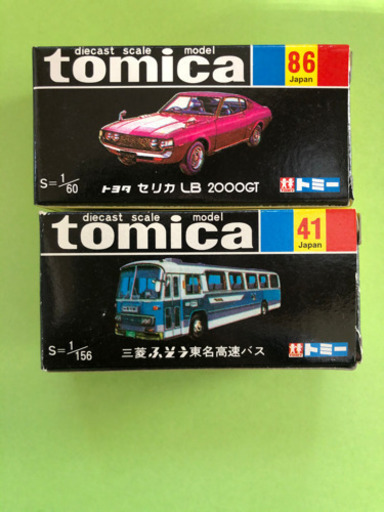 diecast scale model
tomica
86
Japan
S=1/60
トヨタ セリカ LB 2000GT
トミー
diecast scale model
tomica
41
Japan
S=1/156
三菱ふそう東名高速バス
トミー